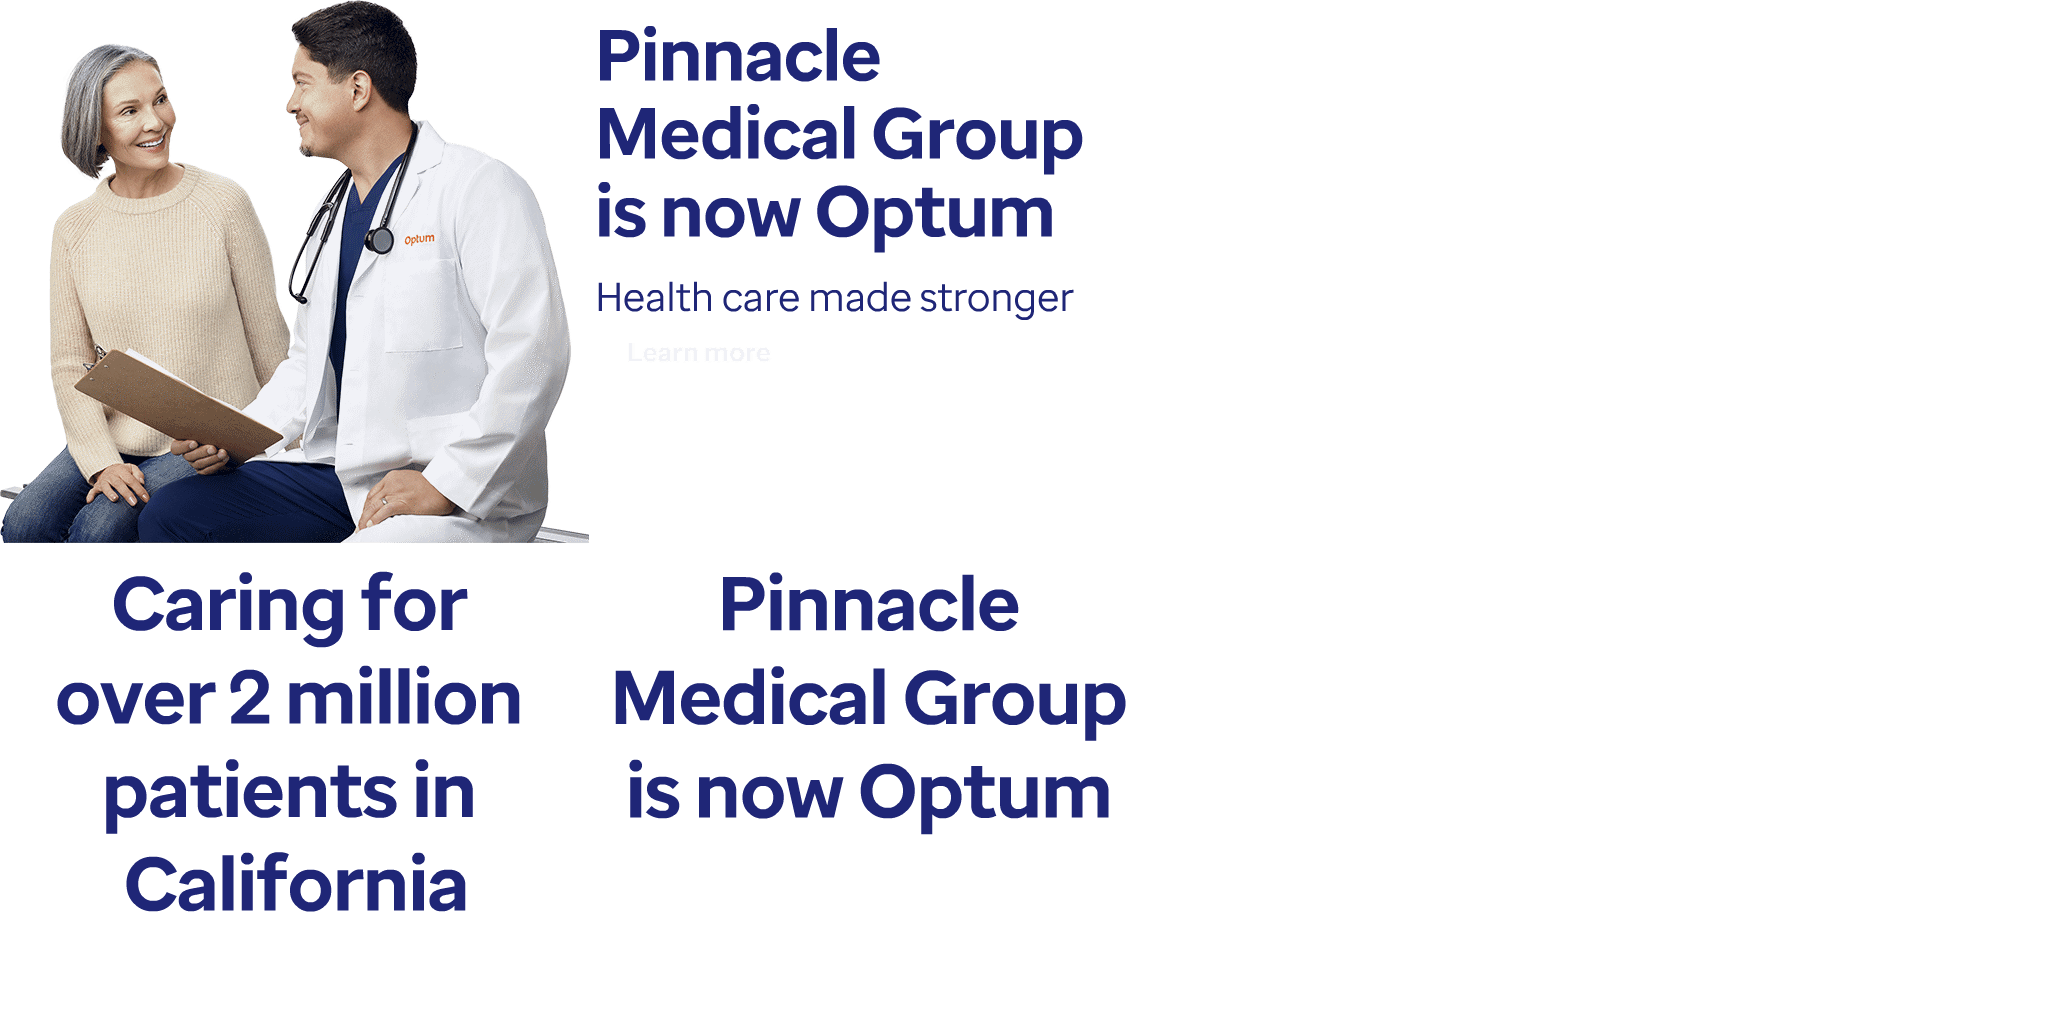 Pinnacle
Medical Group
is now Optum
Health care made stronger
Learn more
Optum
Caring for
over 2 million
patients in
California
Pinnacle
Medical Group
is now Optum